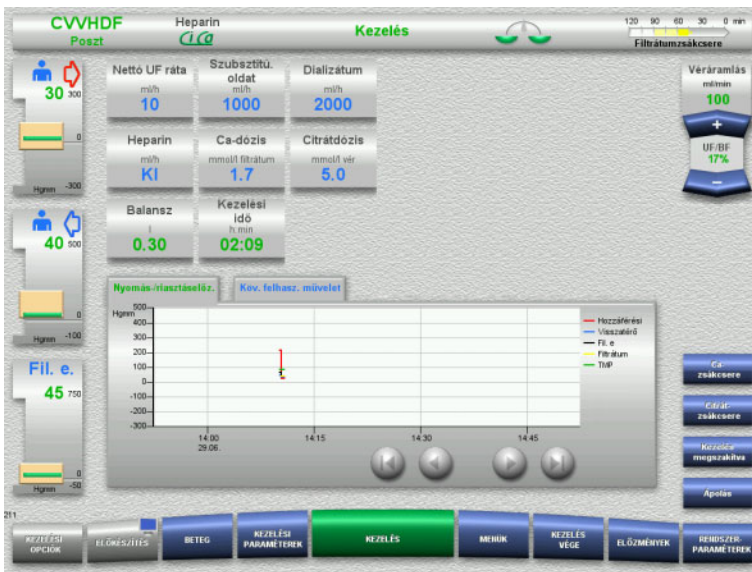 CVVHDF
Poszt
Heparin
CiCa
Kezelés
120 90 60 30 0 min
Filtrátumzsákcsere
30 300
0
Hgmm -300
40 500
0
Hgmm -100
Fil. e.
45 750
0
Hgmm -50
Nettó UF ráta
ml/h
10
Szubsztitú.
oldat
ml/h
1000
Dializátum
ml/h
2000
Heparin
ml/h
KI
Ca-dózis
mmol/l filtrátum
1.7
Citrátdózis
mmol/l vér
5.0
Balansz
l
0.30
Kezelési
idő
h:min
02:09
Véráramlás
ml/min
100
+
UF/BF
17%
−
Nyomás-/riasztáselőz.
Kov. felhasz. művelet
Hgmm
500
400
300
200
100
0
-100
-200
-300
14:00
29.06.
14:15
14:30
14:45
Hozzáférési
Visszatérő
Fil. e
Filtrátum
TMP
Ca-
zsákcsere
Citrát-
zsákcsere
Kezelés
megszakítva
Ápolás
211
KEZELÉSI
OPCIÓK
ELŐKÉSZÍTÉS
BETEG
KEZELÉSI
PARAMÉTEREK
KEZELÉS
MENÜK
KEZELÉS
VÉGE
ELŐZMÉNYEK
RENDSZER-
PARAMÉTEREK